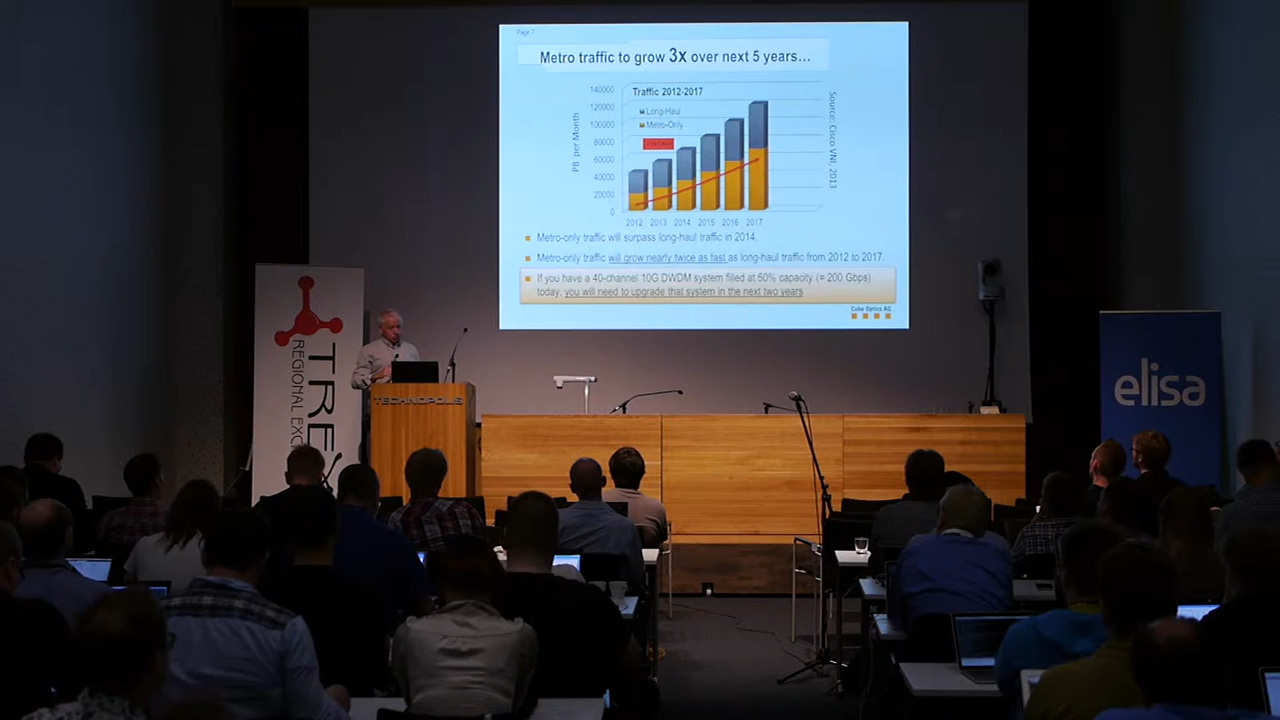 Page 7
Metro traffic to grow 3x over next 5 years…
Traffic 2012-2017
Long-Haul
Metro-Only
PB per Month
140000
120000
100000
80000
60000
40000
20000
0
2012 2013 2014 2015 2016 2017
Source: Cisco VNI, 2013
Metro-only traffic will surpass long-haul traffic in 2014.
Metro-only traffic will grow nearly twice as fast as long-haul traffic from 2012 to 2017.
If you have a 40-channel 10G DWDM system filled at 50% capacity (= 200 Gbps)
today, you will need to upgrade that system in the next two years
Cube Optics AG
TREX
REGIONAL EXC
TECHNOPOLIS
elisa